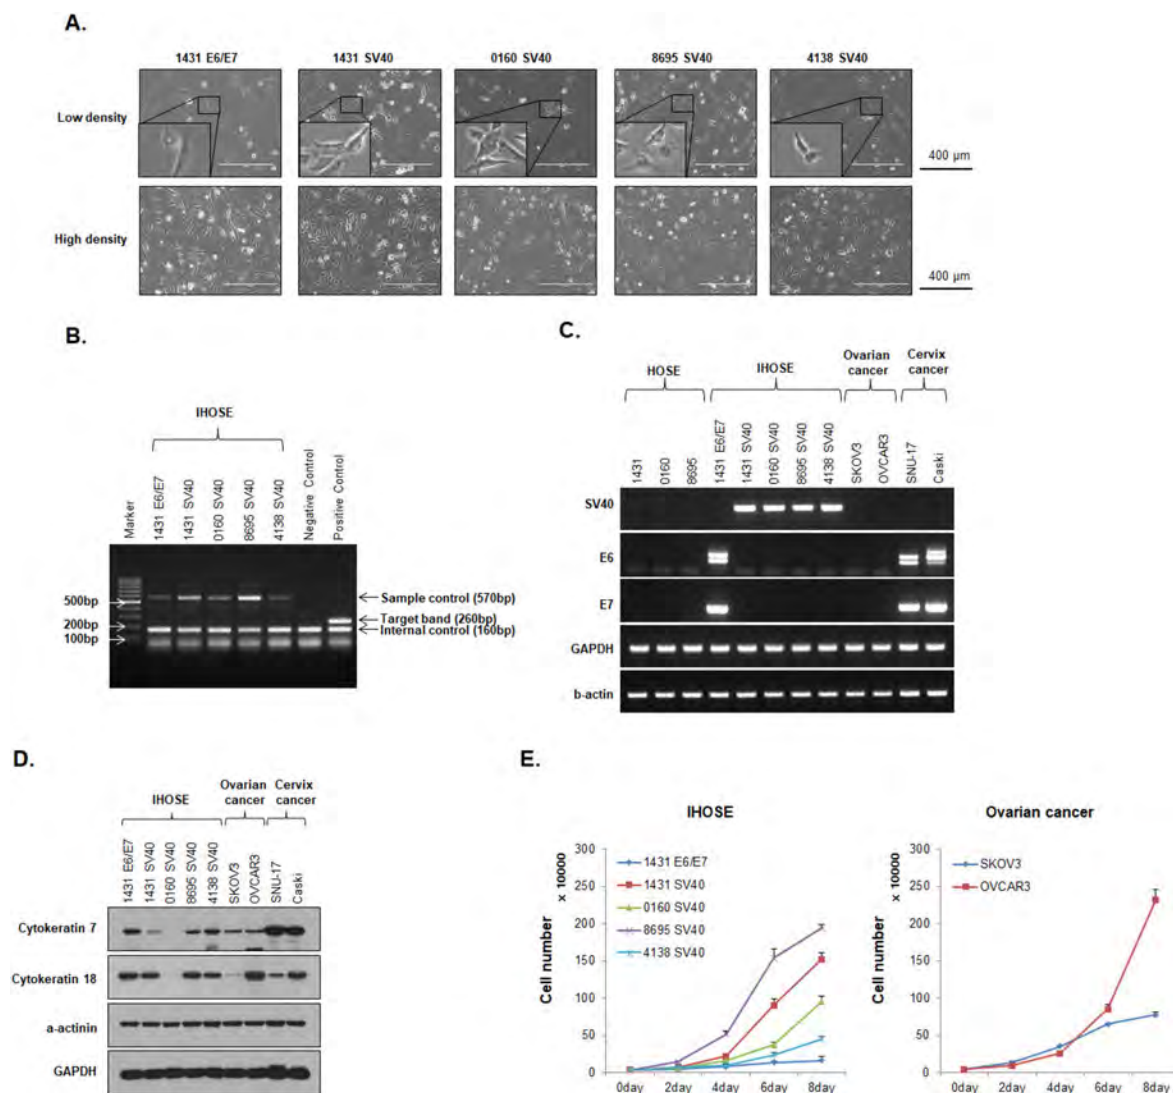 A.
1431 E6/E7 1431 SV40 0160 SV40 8695 SV40 4138 SV40
Low density
400 µm
High density
400 µm
B.
IHOSE
Marker
1431 E6/E7
1431 SV40
0160 SV40
8695 SV40
4138 SV40
Negative Control
Positive Control
500bp
200bp
100bp
Sample control (570bp)
Target band (260bp)
Internal control (160bp)
C.
HOSE
IHOSE
Ovarian
cancer
Cervix
cancer
1431
0160
8695
1431 E6/E7
1431 SV40
0160 SV40
8695 SV40
4138 SV40
SKOV3
OVCAR3
SNU-17
Caski
SV40
E6
E7
GAPDH
b-actin
D.
IHOSE
Ovarian
cancer
Cervix
cancer
1431 E6/E7
1431 SV40
0160 SV40
8695 SV40
4138 SV40
SKOV3
OVCAR3
SNU-17
Caski
Cytokeratin 7
Cytokeratin 18
a-actinin
GAPDH
E.
IHOSE
Cell number
x 10000
300
250
200
150
100
50
0
1431 E6/E7
1431 SV40
0160 SV40
8695 SV40
4138 SV40
0day 2day 4day 6day 8day
Ovarian cancer
Cell number
x 10000
300
250
200
150
100
50
0
SKOV3
OVCAR3
0day 2day 4day 6day 8day